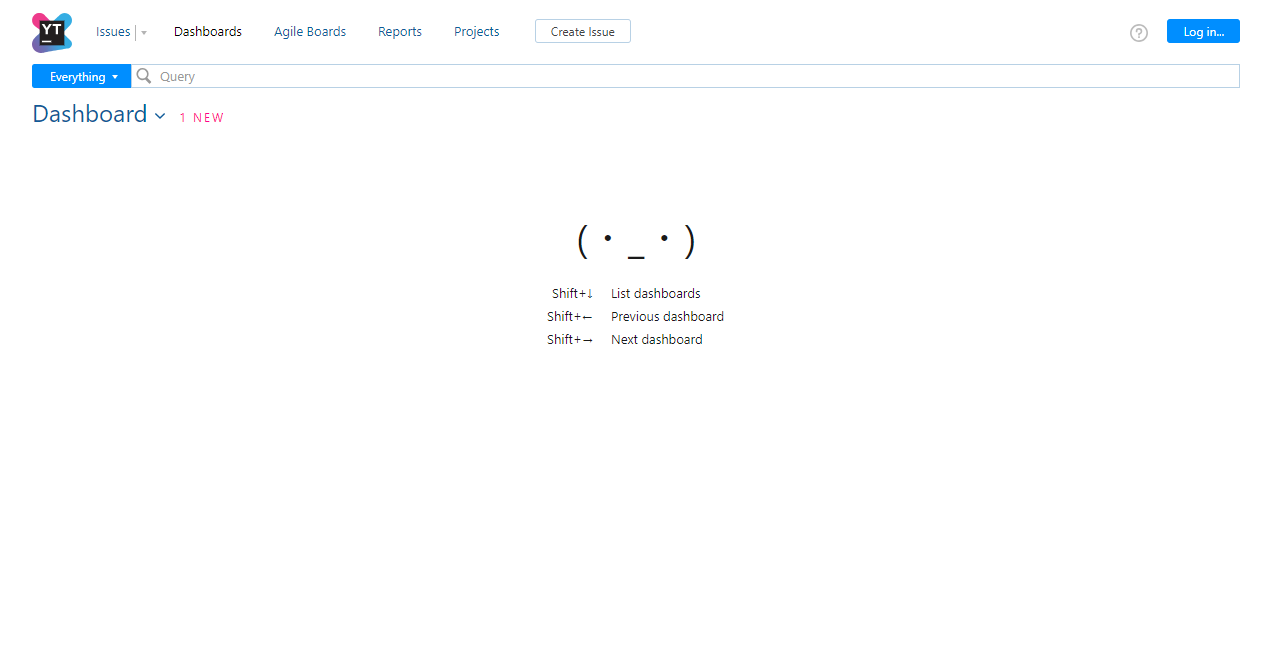 YT
Issues Dashboards Agile Boards Reports Projects Create Issue ? Log in...
Everything Query
Dashboard 1 NEW
(・_・)
Shift+↓ List dashboards
Shift+← Previous dashboard
Shift+→ Next dashboard